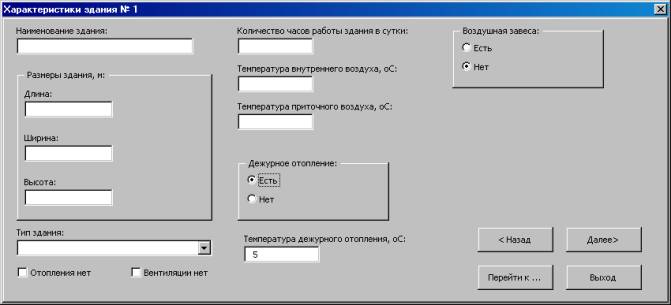 Характеристики здания № 1
Наименование здания:
Размеры здания, м:
Длина:
Ширина:
Высота:
Тип здания:
Отопления нет
Вентиляции нет
Количество часов работы здания в сутки:
Температура внутреннего воздуха, оС:
Температура приточного воздуха, оС:
Дежурное отопление:
Есть
Нет
Температура дежурного отопления, оС:
5
Воздушная завеса:
Есть
Нет
< Назад
Далее>
Перейти к ...
Выход